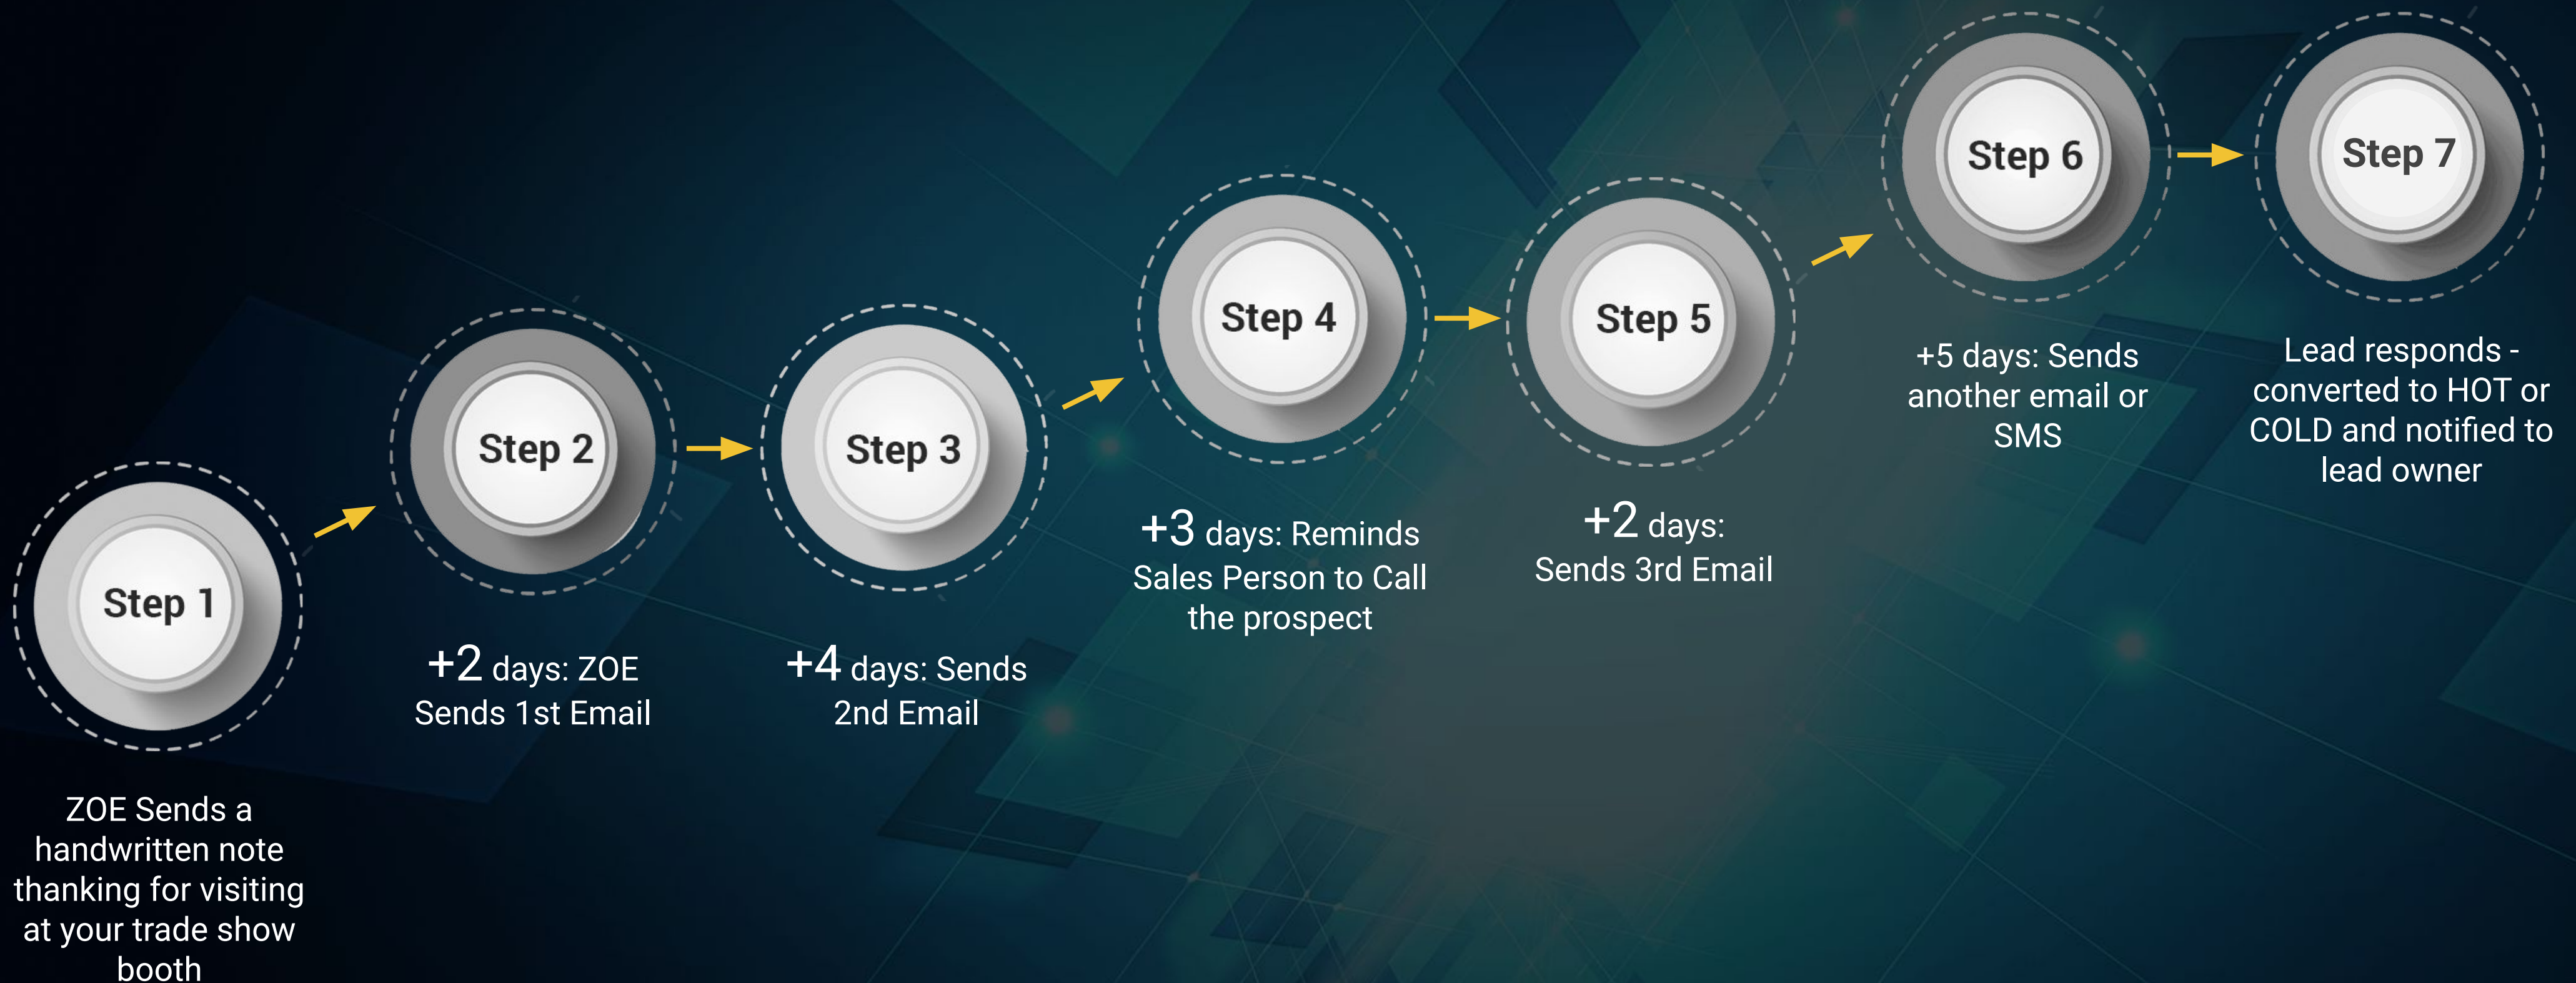 Step 1
ZOE Sends a
handwritten note
thanking for visiting
at your trade show
booth
Step 2
+2 days: ZOE
Sends 1st Email
Step 3
+4 days: Sends
2nd Email
Step 4
+3 days: Reminds
Sales Person to Call
the prospect
Step 5
+2 days:
Sends 3rd Email
Step 6
+5 days: Sends
another email or
SMS
Step 7
Lead responds -
converted to HOT or
COLD and notified to
lead owner